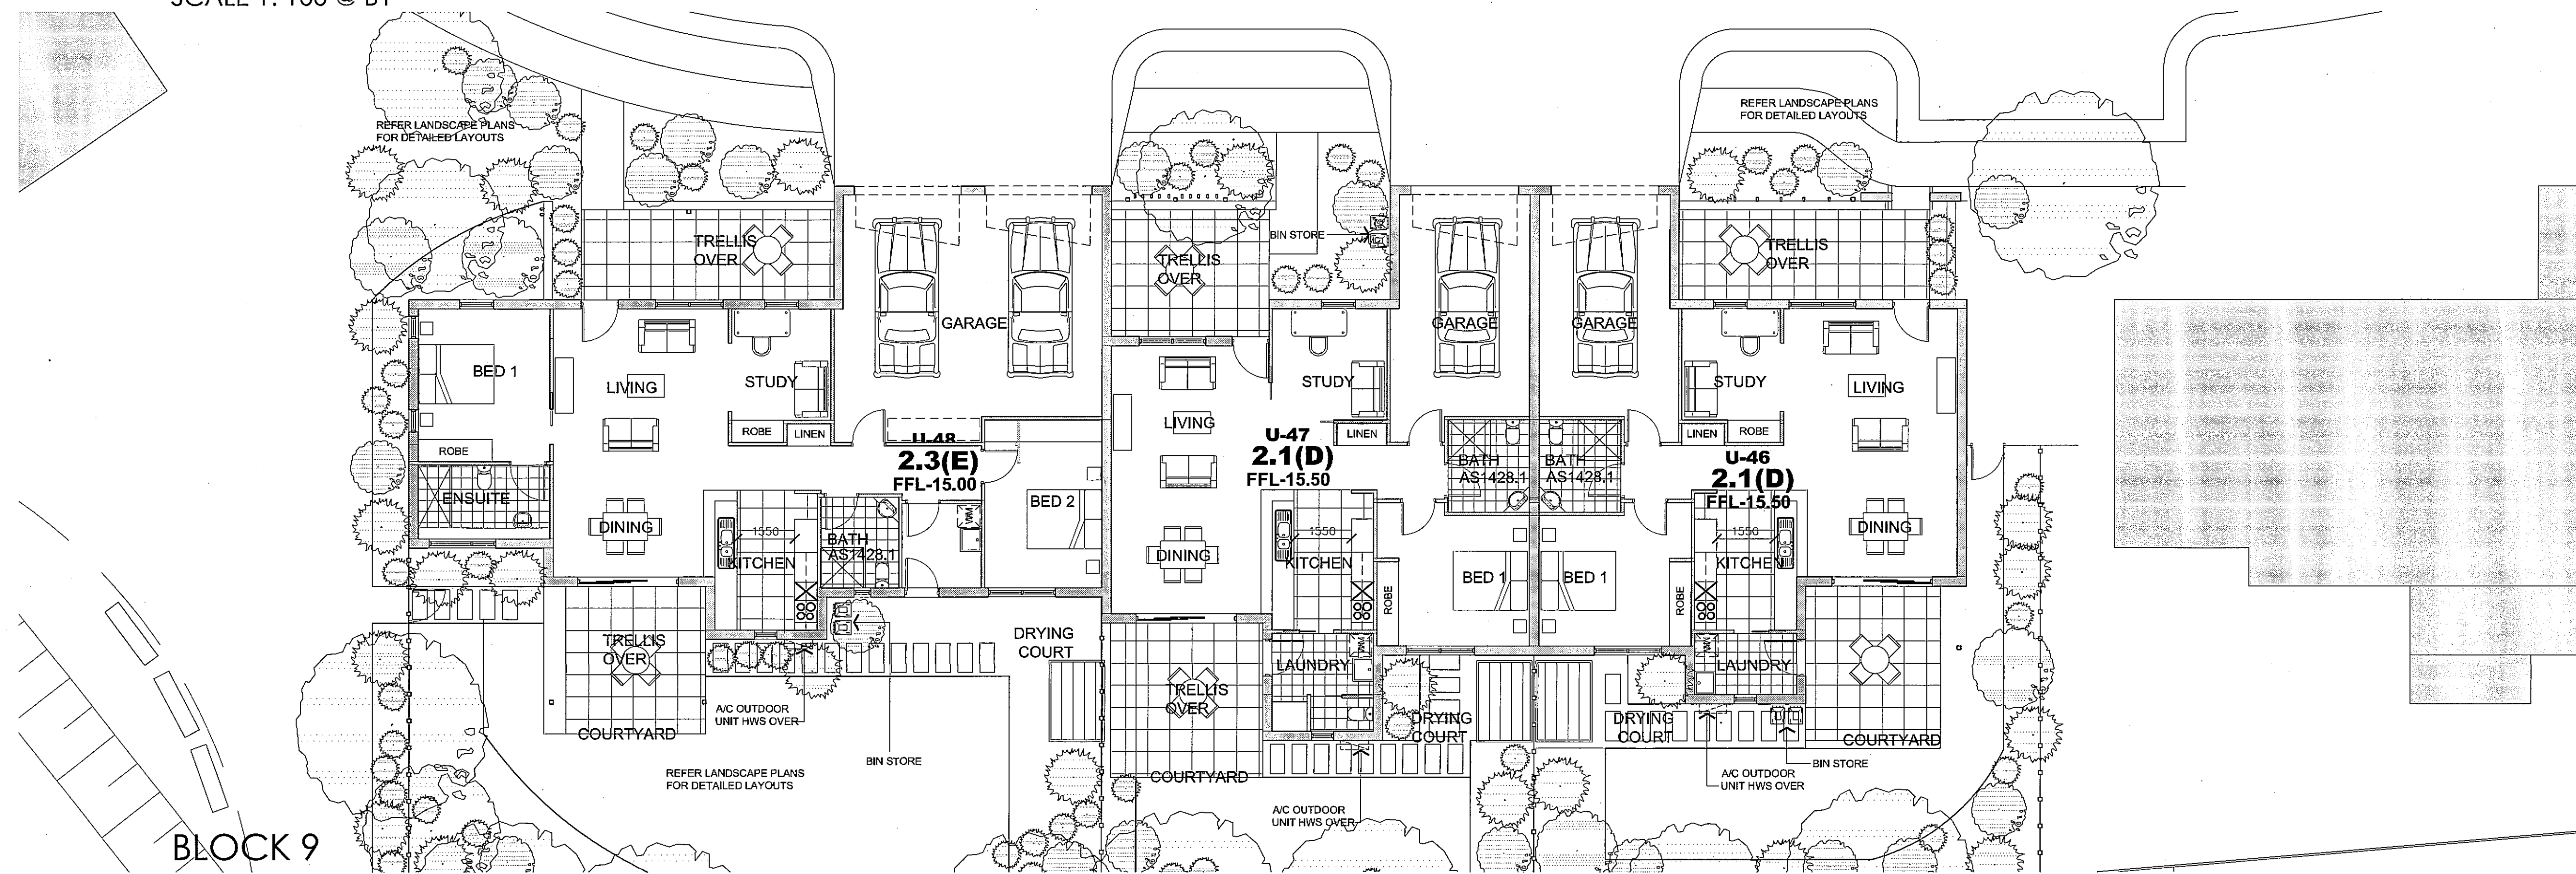 SCALE 1: 100 @ B1
REFER LANDSCAPE PLANS
FOR DETAILED LAYOUTS
TRELLIS
OVER
BED 1
LIVING
STUDY
GARAGE
ROBE
LINEN
ROBE
ENSUITE
DINING
1550
KITCHEN
BATH
AS1428.1
WM
BED 2
U-48
2.3(E)
FFL-15.00
TRELLIS
OVER
COURTYARD
A/C OUTDOOR
UNIT HWS OVER
BIN STORE
DRYING
COURT
REFER LANDSCAPE PLANS
FOR DETAILED LAYOUTS
TRELLIS
OVER
BIN STORE
STUDY
LIVING
LINEN
GARAGE
U-47
2.1(D)
FFL-15.50
BATH
AS1428.1
DINING
1550
KITCHEN
ROBE
BED 1
LAUNDRY
WM
TRELLIS
OVER
COURTYARD
DRYING
COURT
A/C OUTDOOR
UNIT HWS OVER
REFER LANDSCAPE PLANS
FOR DETAILED LAYOUTS
TRELLIS
OVER
GARAGE
STUDY
LIVING
LINEN
ROBE
BATH
AS1428.1
U-46
2.1(D)
FFL-15.50
DINING
1550
KITCHEN
BED 1
ROBE
WM
LAUNDRY
DRYING
COURT
COURTYARD
BIN STORE
A/C OUTDOOR
UNIT HWS OVER
BLOCK 9